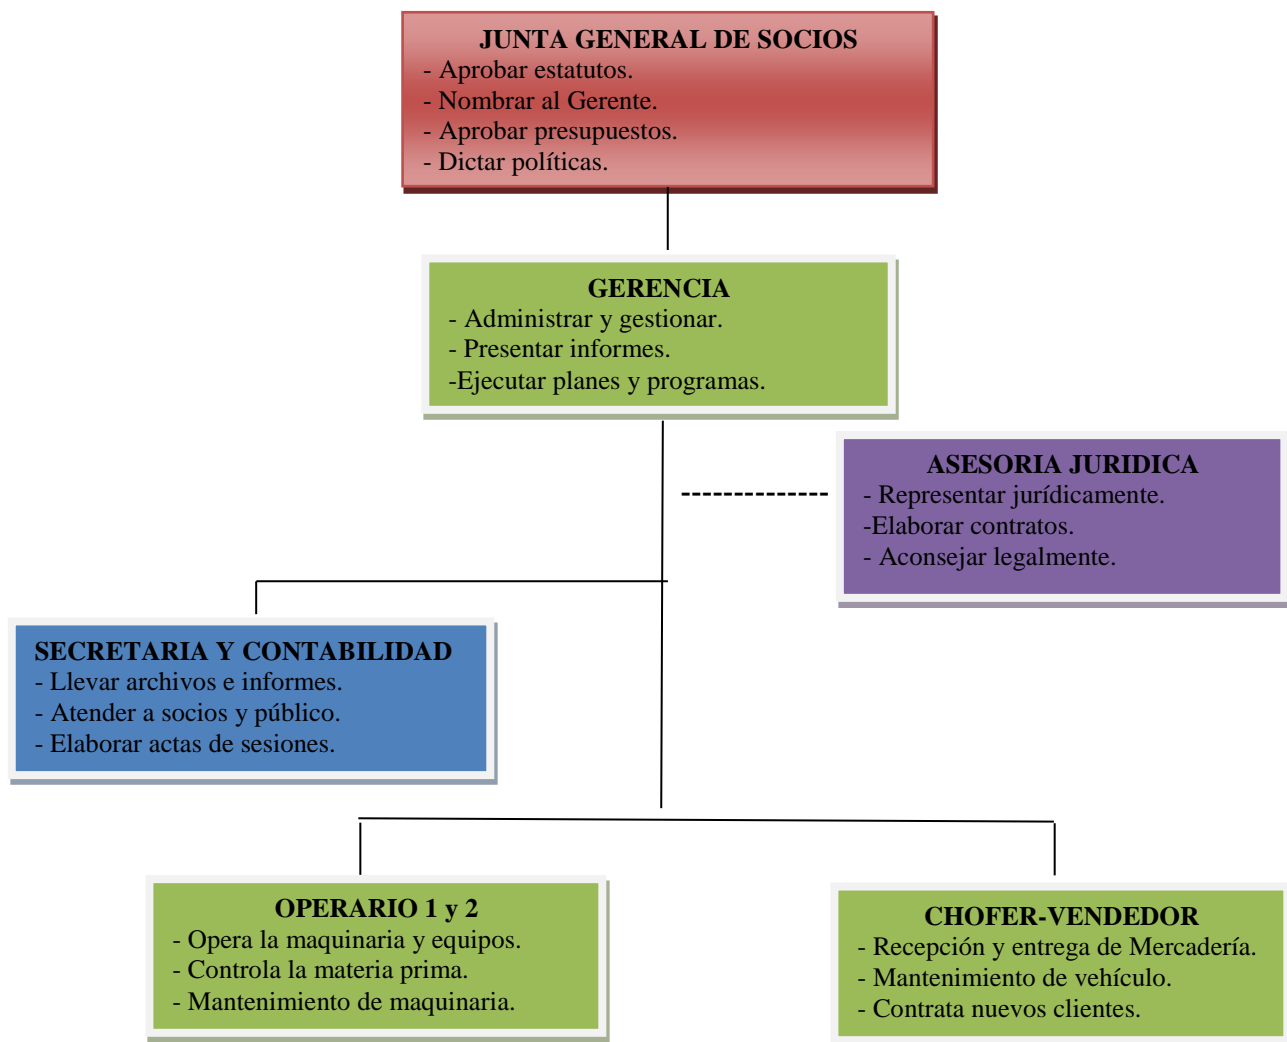 JUNTA GENERAL DE SOCIOS
- Aprobar estatutos.
- Nombrar al Gerente.
- Aprobar presupuestos.
- Dictar políticas.
GERENCIA
- Administrar y gestionar.
- Presentar informes.
-Ejecutar planes y programas.
ASESORIA JURIDICA
- Representar jurídicamente.
-Elaborar contratos.
- Aconsejar legalmente.
SECRETARIA Y CONTABILIDAD
- Llevar archivos e informes.
- Atender a socios y público.
- Elaborar actas de sesiones.
OPERARIO 1 y 2
- Opera la maquinaria y equipos.
- Controla la materia prima.
- Mantenimiento de maquinaria.
CHOFER-VENDEDOR
- Recepción y entrega de Mercadería.
- Mantenimiento de vehículo.
- Contrata nuevos clientes.